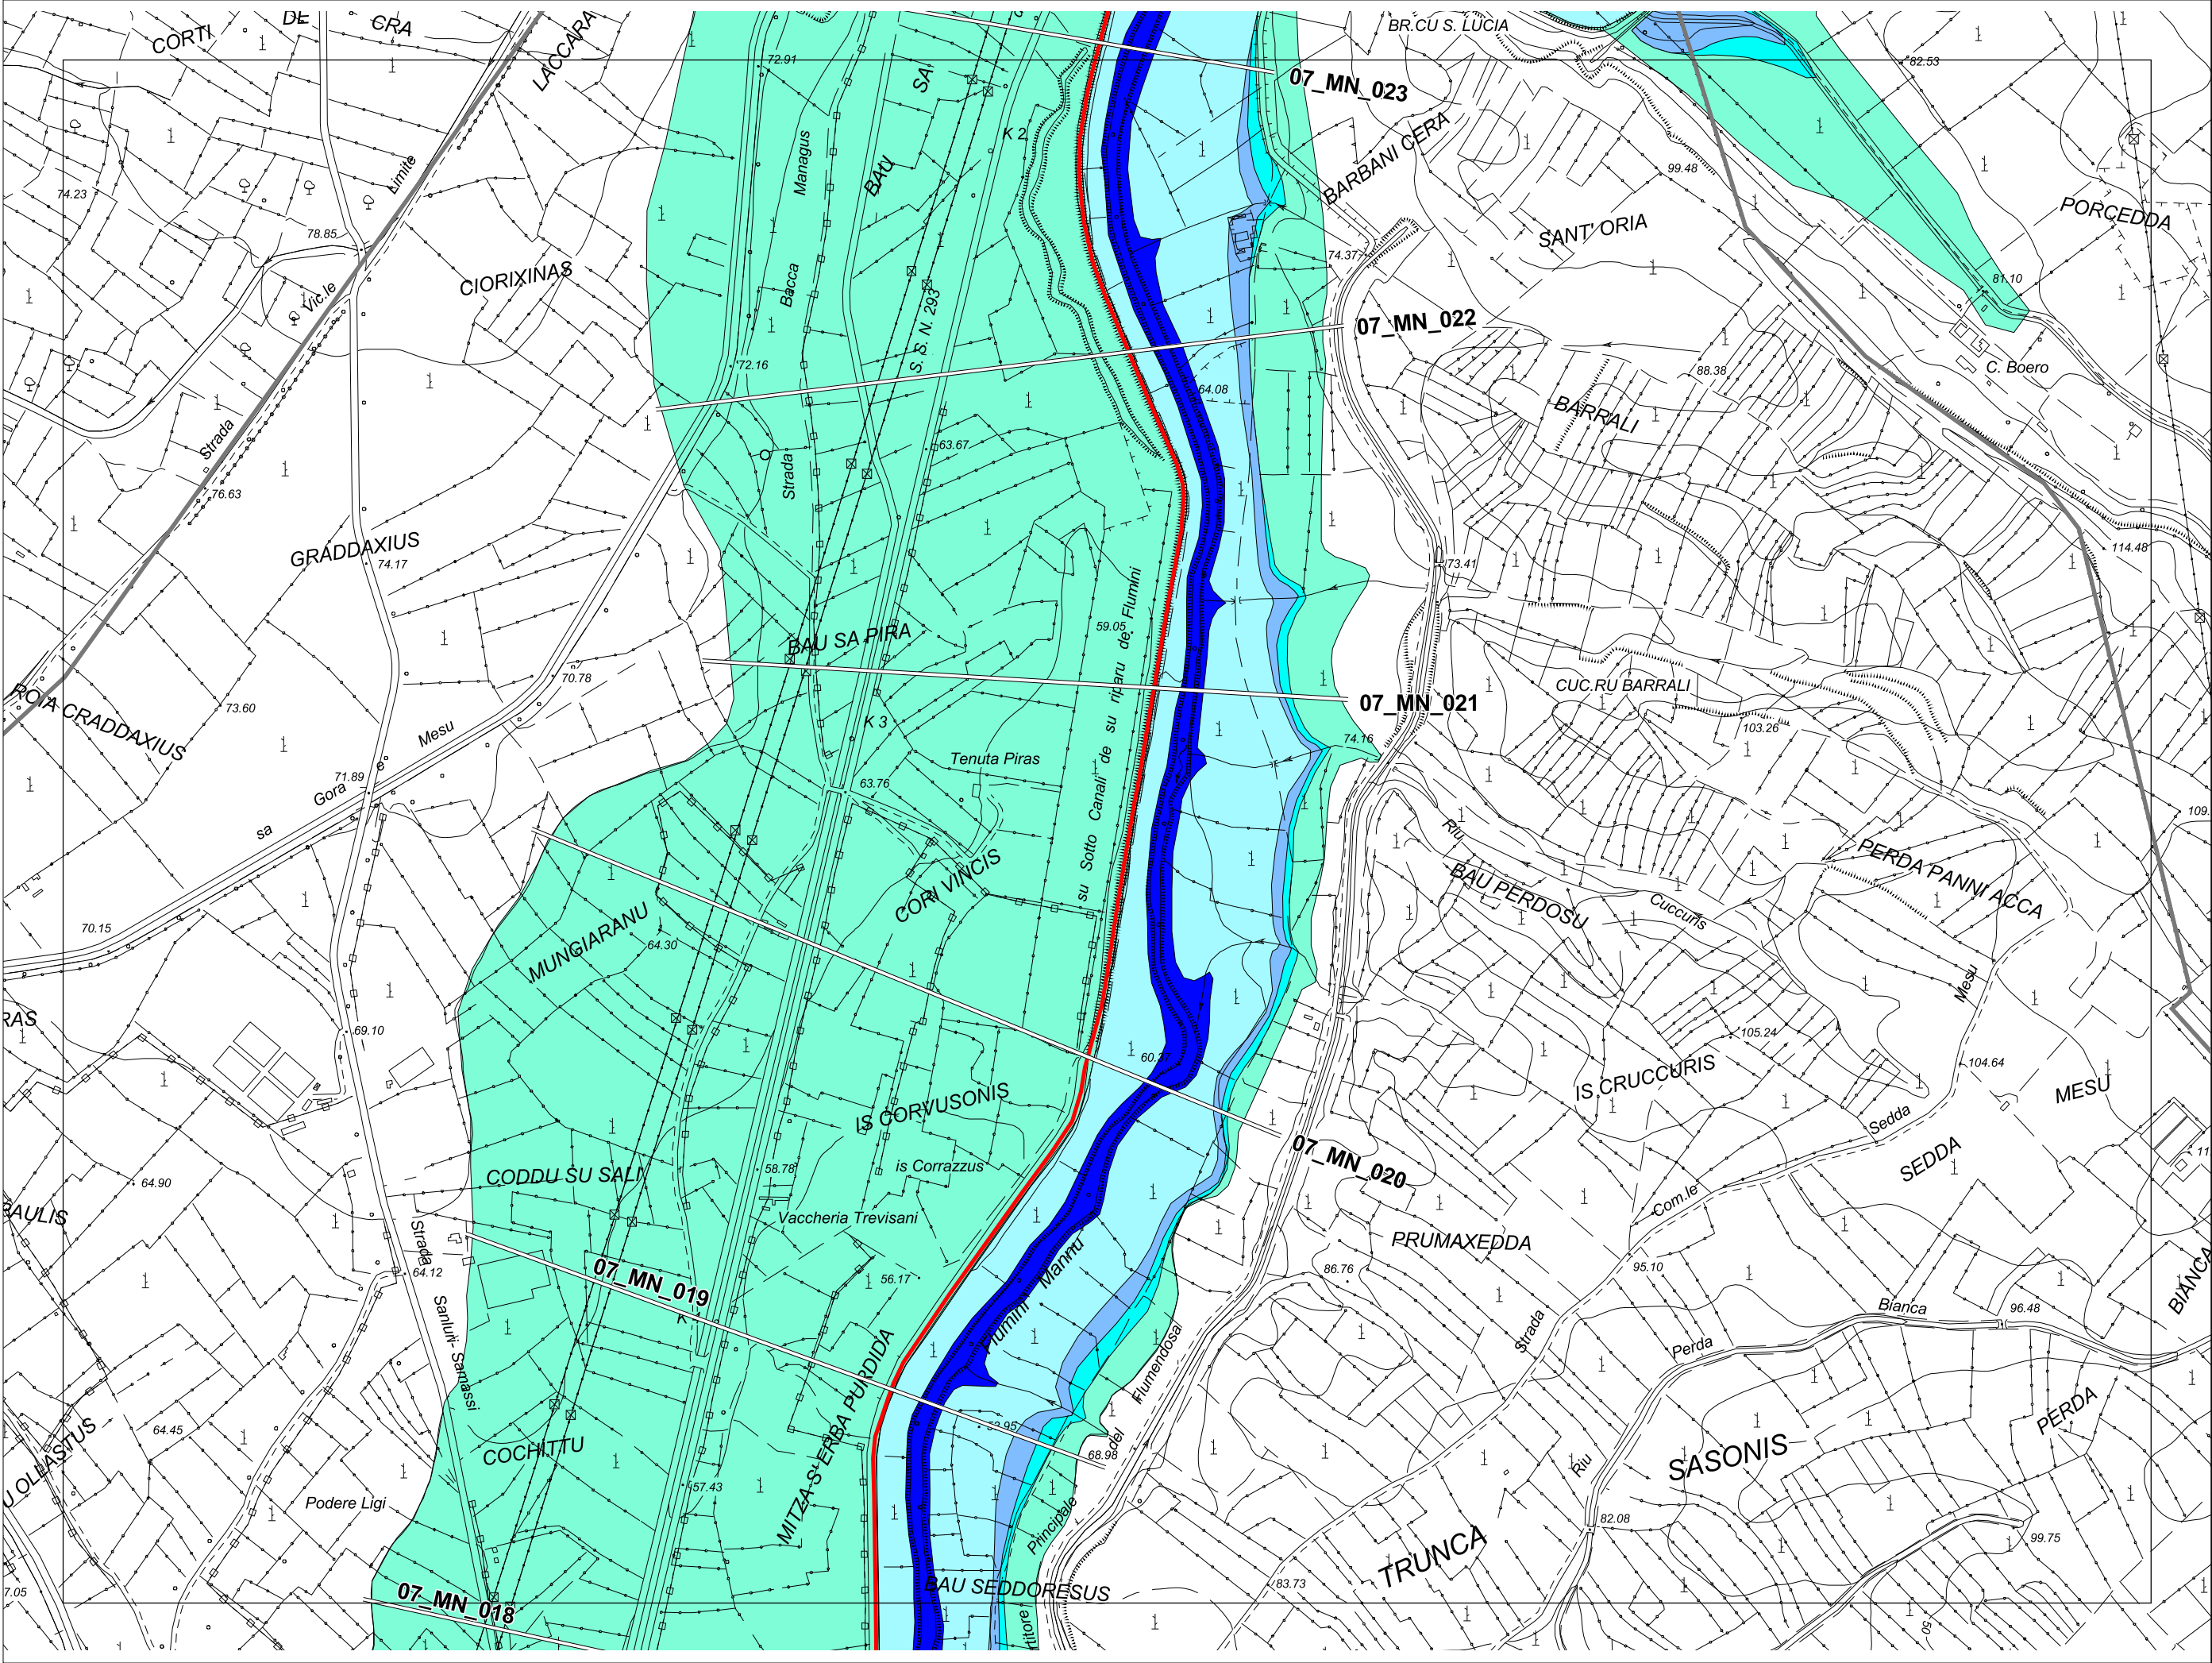 CORTI
DE
CRA
LACCARA
SA
BAU
72.91
K 2
BR.CU S. LUCIA
07_MN_023
82.53
74.23
Limite
Managus
BARBANI CERA
99.48
PORCEDDA
78.85
SANT' ORIA
CIORIXINAS
Vic.le
Bacca
S. S. N. 293
74.37
81.10
07_MN_022
72.16
64.08
88.38
C. Boero
BARRALI
Strada
63.67
76.63
Strada
GRADDAXIUS
74.17
73.41
114.48
59.05
BAU SA PIRA
70.78
su Sotto Canali de su riparu de Flumini
ROIA CRADDAXIUS
73.60
CUC.RU BARRALI
07_MN_021
K 3
103.26
74.16
Mesu
Tenuta Piras
71.89
e
Gora
sa
63.76
109.
Riu
BAU PERDOSU
PERDA PANNI ACCA
CORI VINCIS
Cuccuris
MUNGIARANU
70.15
64.30
Mesu
RAS
69.10
60.37
105.24
IS CRUCCURIS
104.64
MESU
IS CORVUSONIS
07_MN_020
Sedda
SEDDA
58.78
is Corrazzus
CODDU SU SALI
64.90
Com.le
BAULIS
Vaccheria Trevisani
PRUMAXEDDA
Strada
64.12
07_MN_019
K
56.17
Flumini Mannu
86.76
95.10
BIANCA
Sanluri- Samassi
Bianca
96.48
Strada
Perda
MITZA S' ERBA PURDIDA
Flumendosa
del
PERDA
64.45
U OLLASTUS
COCHITTU
68.98
Riu
SASONIS
57.43
Podere Ligi
Principale
82.08
99.75
TRUNCA
7.05
07_MN_018
BAU SEDDORESUS
83.73
titore
50